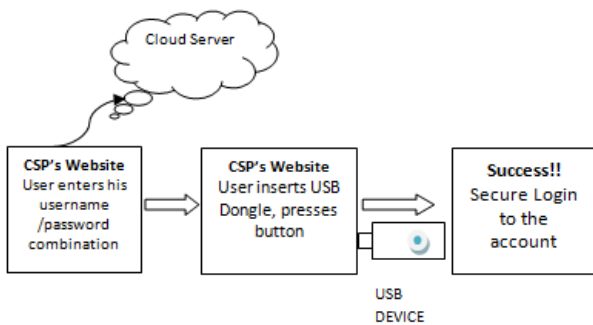 Cloud Server
CSP's Website
User enters his
username
/password
combination
CSP's Website
User inserts USB
Dongle, presses
button
Success!!
Secure Login
to the
account
USB
DEVICE